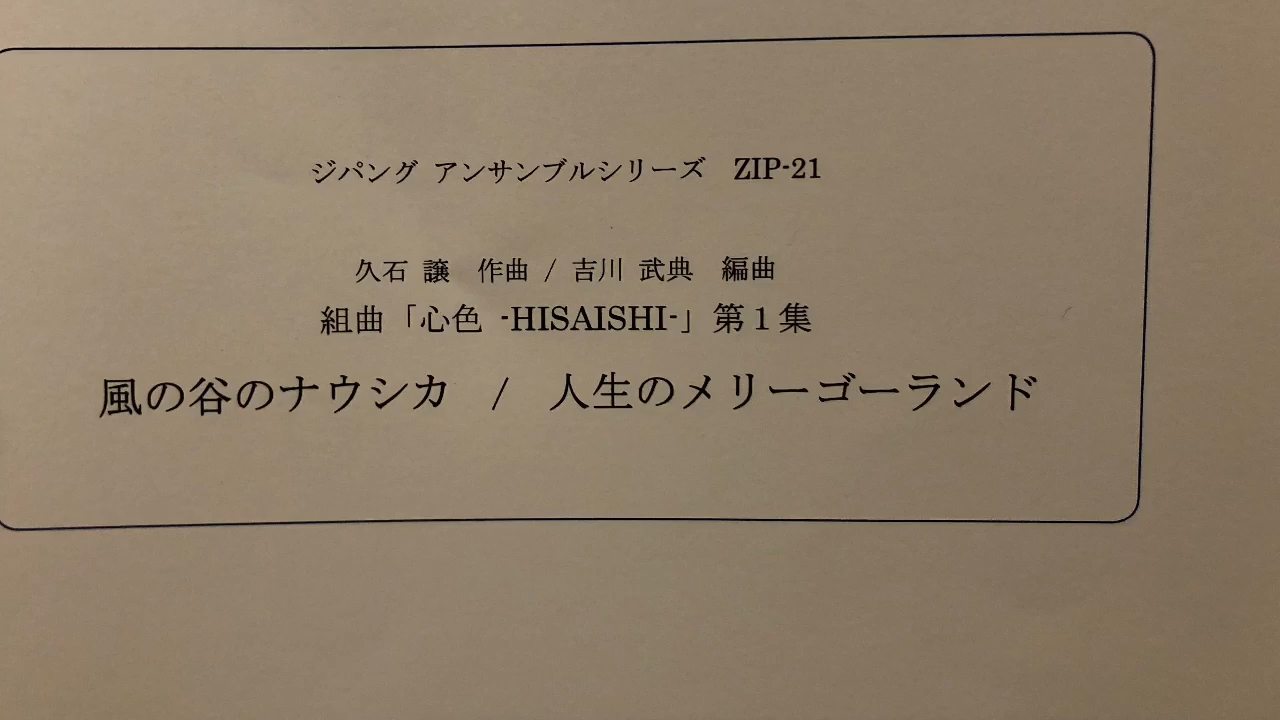 ジパング アンサンブルシリーズ ZIP-21
久石 譲 作曲 / 吉川 武典 編曲
組曲「心色 -HISAISHI-」第１集
風の谷のナウシカ / 人生のメリーゴーランド